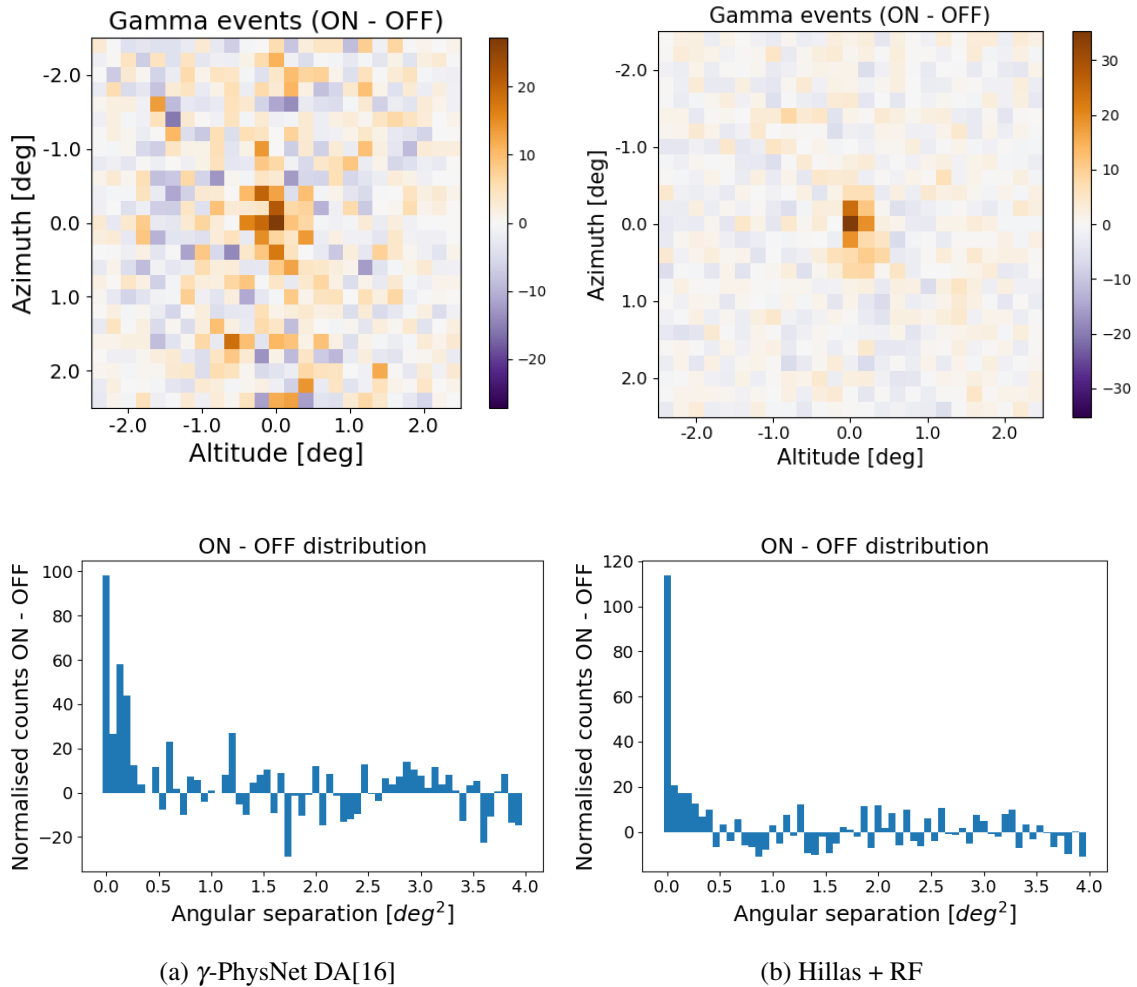 Gamma events (ON - OFF)
Azimuth [deg]
-2.0
-1.0
0.0
1.0
2.0
-2.0 -1.0 0.0 1.0 2.0
Altitude [deg]
20
10
0
−10
−20
Gamma events (ON - OFF)
Azimuth [deg]
-2.0
-1.0
0.0
1.0
2.0
-2.0 -1.0 0.0 1.0 2.0
Altitude [deg]
30
20
10
0
−10
−20
−30
ON - OFF distribution
Normalised counts ON - OFF
100
80
60
40
20
0
−20
0.0 0.5 1.0 1.5 2.0 2.5 3.0 3.5 4.0
Angular separation [deg²]
(a) γ-PhysNet DA[16]
ON - OFF distribution
Normalised counts ON - OFF
120
100
80
60
40
20
0
0.0 0.5 1.0 1.5 2.0 2.5 3.0 3.5 4.0
Angular separation [deg²]
(b) Hillas + RF